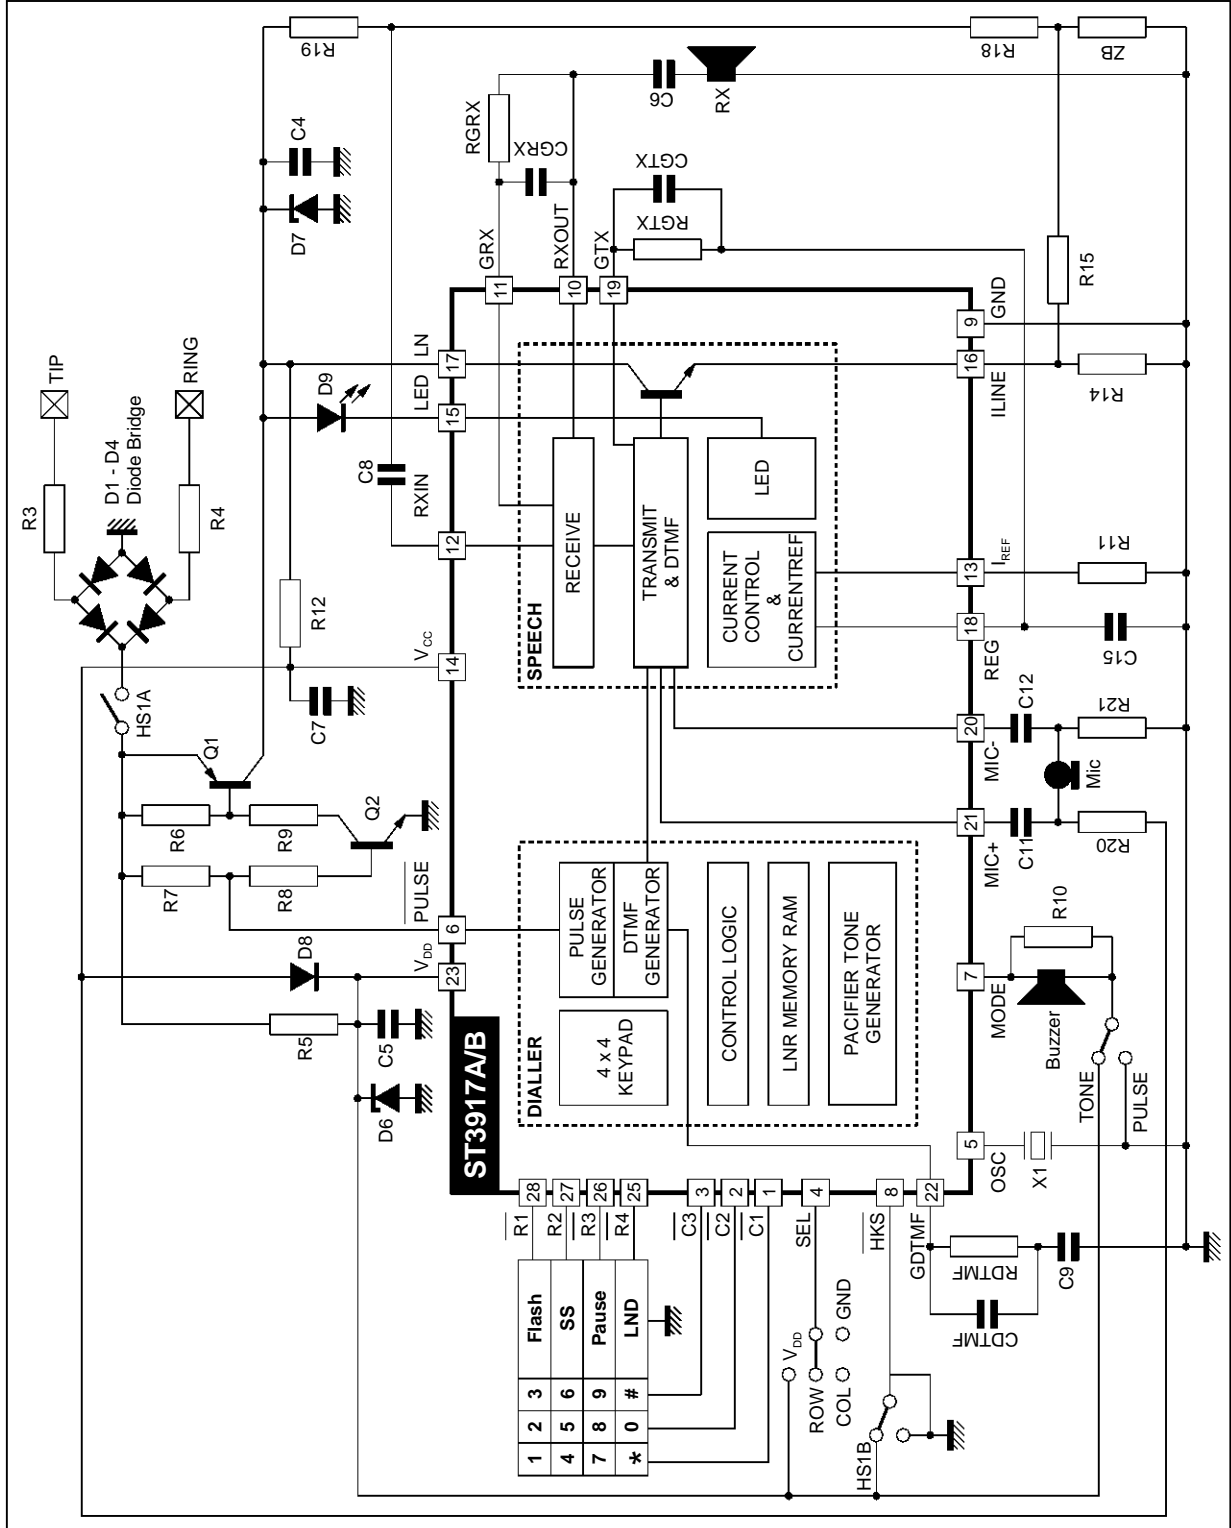 TIP
RING
R3
D1 - D4
Diode Bridge
R4
HS1A
R12
C7
VCC
Q1
R6
R9
Q2
R7
R8
PULSE
D8
VDD
R5
C5
D6
R19
C4
D7
D9
LN
LED
C8
RXIN
R18
ZB
C6
RX
RGRX
CGRX
GRX
RXOUT
CGTX
RGTX
GTX
R15
GND
ILINE
R14
IREF
R11
REG
C15
MIC-
C12
R21
Mic
MIC+
C11
R20
MODE
Buzzer
R10
TONE
PULSE
OSC
X1
ST3917A/B
11
10
19
17
15
12
14
6
23
9
16
13
18
20
21
7
5
28
27
26
25
3
2
1
4
8
22
SPEECH
RECEIVE
TRANSMIT
& DTMF
LED
CURRENT
CONTROL
&
CURRENTREF
DIALLER
PULSE
GENERATOR
DTMF
GENERATOR
4 x 4
KEYPAD
CONTROL LOGIC
LNR MEMORY RAM
PACIFIER TONE
GENERATOR
R1
R2
R3
R4
C3
C2
C1
SEL
HKS
GDTMF
1 2 3 Flash
4 5 6 SS
7 8 9 Pause
* 0 # LND
VDD
ROW
COL
GND
HS1B
RDTMF
CDTMF
C9